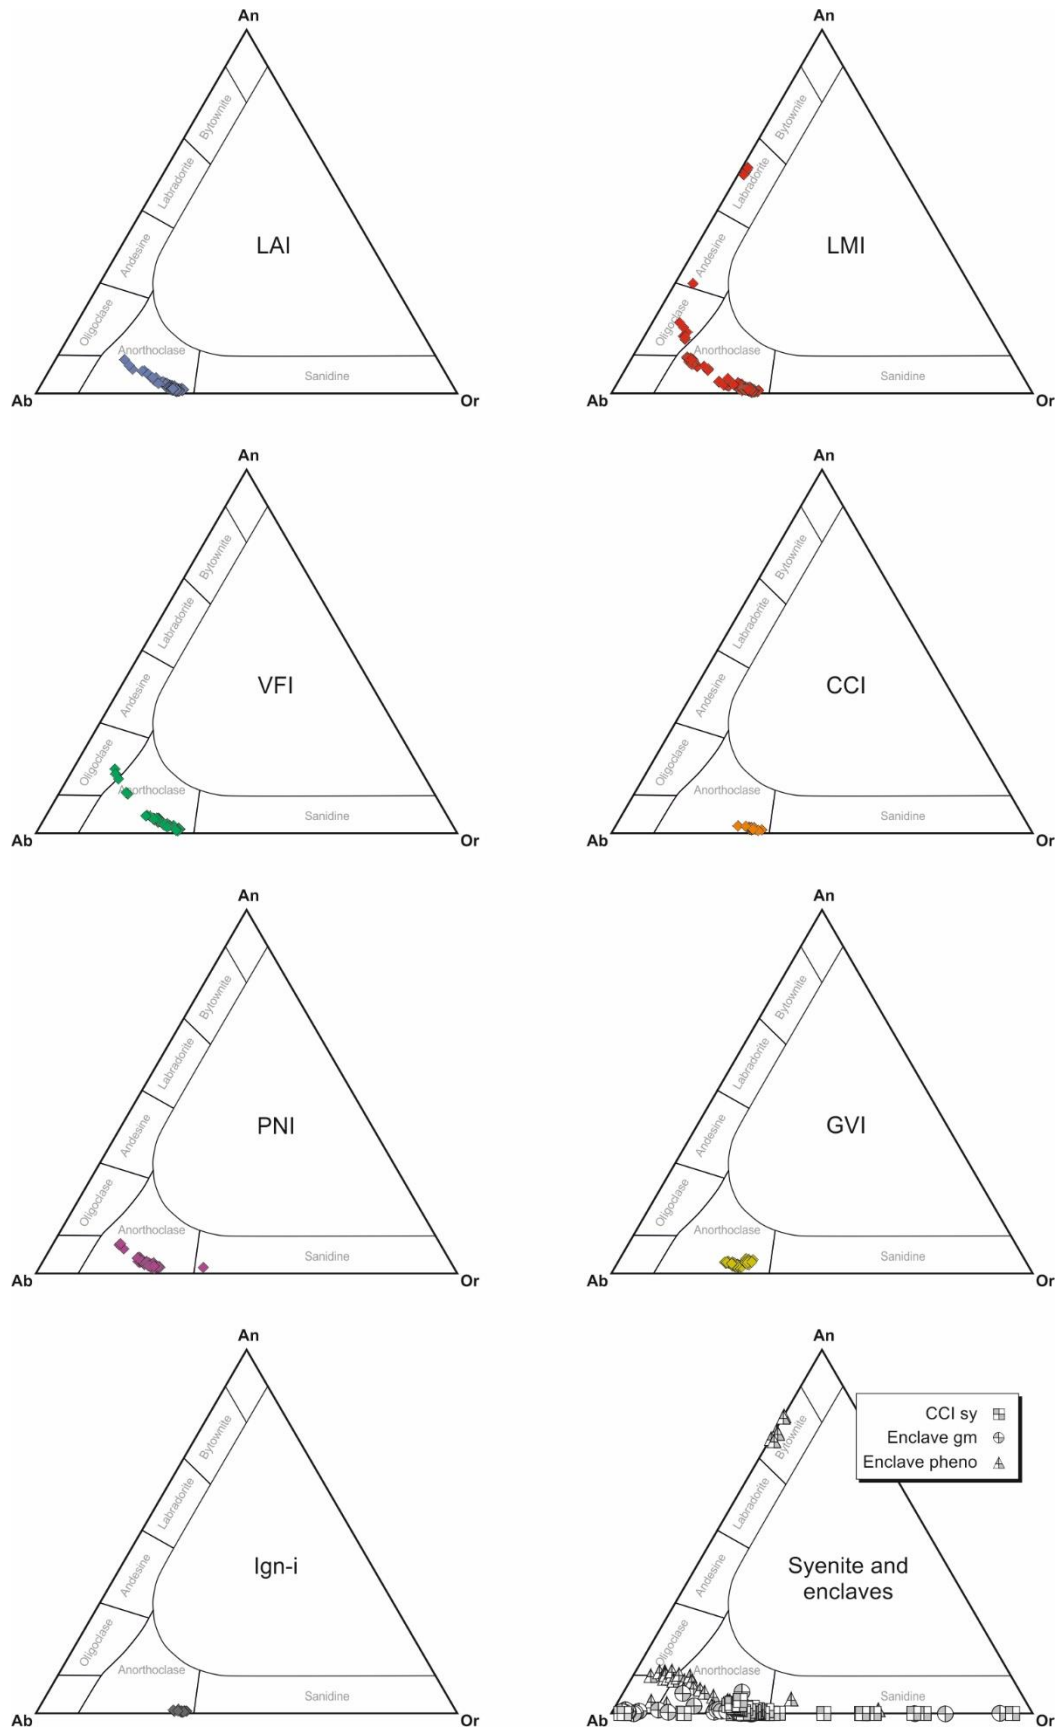 An An
Bytownite Bytownite
Labradorite Labradorite
Andesine LAI Andesine LMI
Oligoclase Oligoclase
Anorthoclase Anorthoclase
Sanidine Sanidine
Ab Or Ab Or
An An
Bytownite Bytownite
Labradorite Labradorite
Andesine VFI Andesine CCI
Oligoclase Oligoclase
Anorthoclase Anorthoclase
Sanidine Sanidine
Ab Or Ab Or
An An
Bytownite Bytownite
Labradorite Labradorite
Andesine PNI Andesine GVI
Oligoclase Oligoclase
Anorthoclase Anorthoclase
Sanidine Sanidine
Ab Or Ab Or
An An
Bytownite Bytownite
CCI sy
Enclave gm
Enclave pheno
Labradorite Labradorite
Andesine Ign-i Andesine Syenite and
enclaves
Oligoclase Oligoclase
Anorthoclase Anorthoclase
Sanidine Sanidine
Ab Or Ab Or